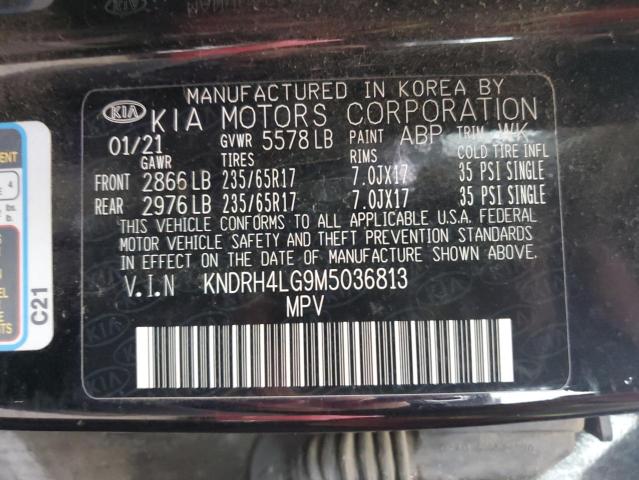 MANUFACTURED IN KOREA BY
KIA KIA MOTORS CORPORATION
01/21 GVWR 5578 LB PAINT ABP TRIM WK
GAWR TIRES RIMS COLD TIRE INFL
FRONT 2866 LB 235/65R17 7.0JX17 35 PSI SINGLE
REAR 2976 LB 235/65R17 7.0JX17 35 PSI SINGLE
THIS VEHICLE CONFORMS TO ALL APPLICABLE U.S.A. FEDERAL
MOTOR VEHICLE SAFETY AND THEFT PREVENTION STANDARDS
IN EFFECT ON THE DATE OF MANUFACTURE SHOWN ABOVE.
V.I.N KNDRH4LG9M5036813
MPV
C21
4